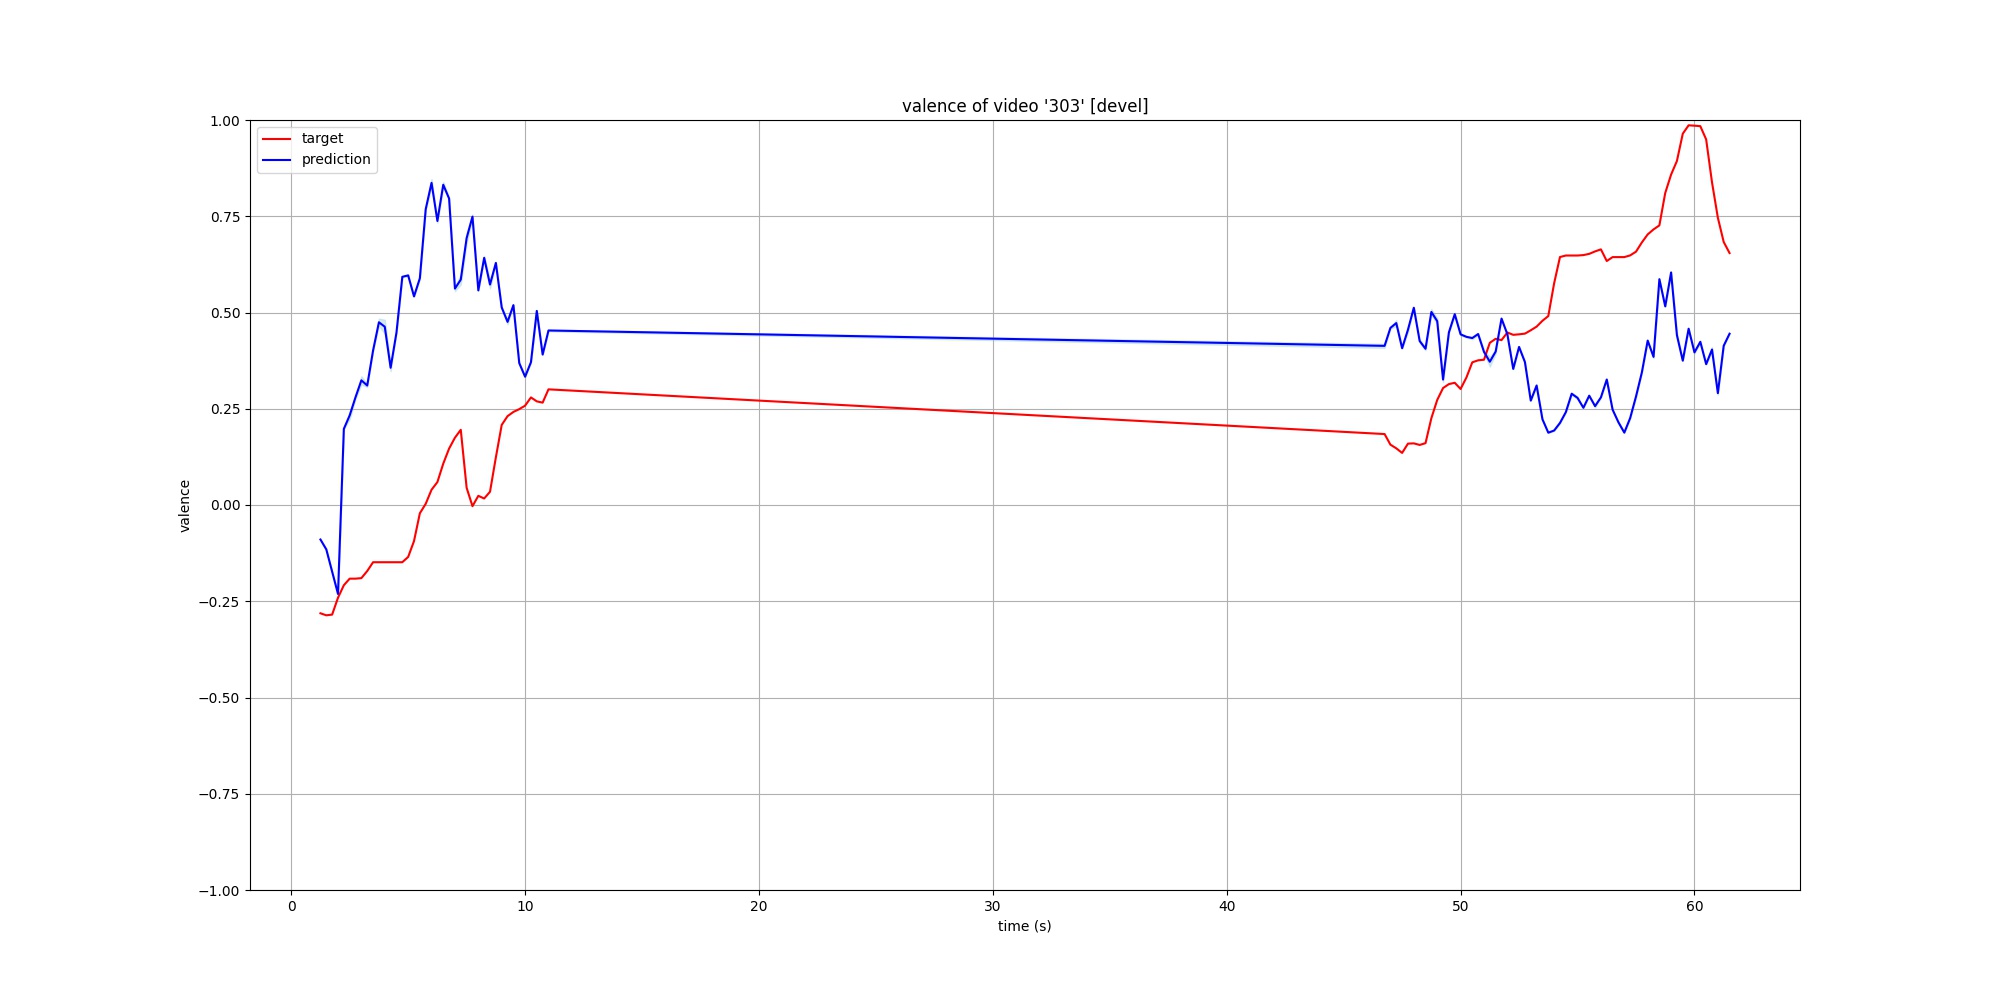 valence of video '303' [devel]
target
prediction
1.00
0.75
0.50
0.25
0.00
−0.25
−0.50
−0.75
−1.00
valence
0 10 20 30 40 50 60
time (s)